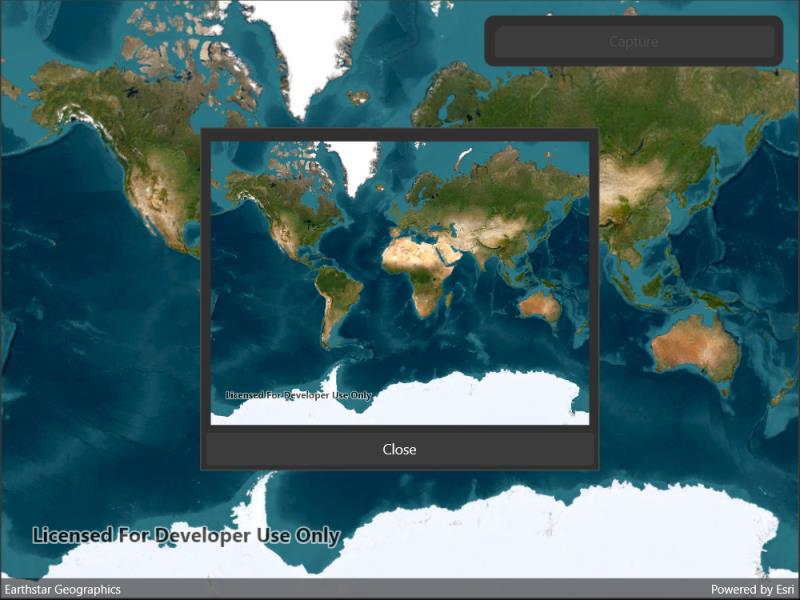 Capture
Licensed For Developer Use Only
Close
Licensed For Developer Use Only
Earthstar Geographics
Powered by Esri